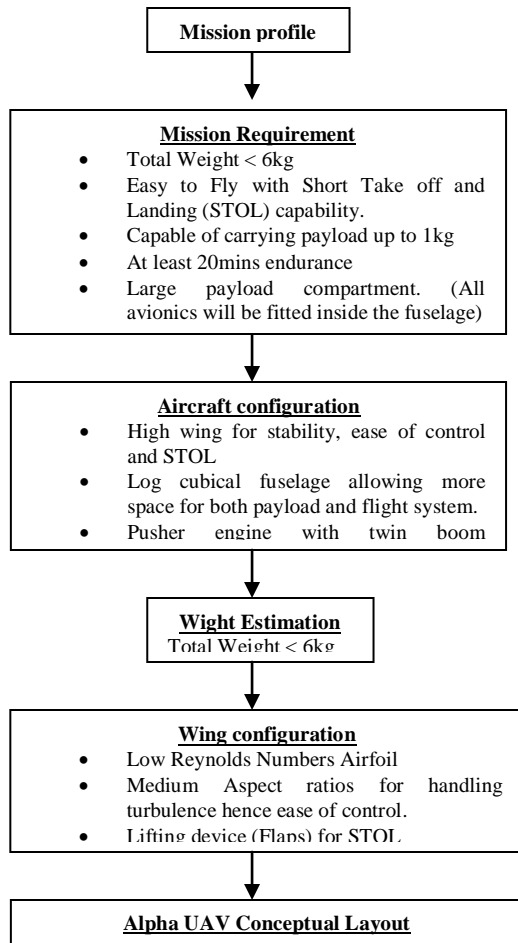 Mission profile
Mission Requirement
• Total Weight < 6kg
• Easy to Fly with Short Take off and
Landing (STOL) capability.
• Capable of carrying payload up to 1kg
• At least 20mins endurance
• Large payload compartment. (All
avionics will be fitted inside the fuselage)
Aircraft configuration
• High wing for stability, ease of control
and STOL
• Log cubical fuselage allowing more
space for both payload and flight system.
• Pusher engine with twin boom
Wight Estimation
Total Weight < 6kg
Wing configuration
• Low Reynolds Numbers Airfoil
• Medium Aspect ratios for handling
turbulence hence ease of control.
• Lifting device (Flaps) for STOL
Alpha UAV Conceptual Layout